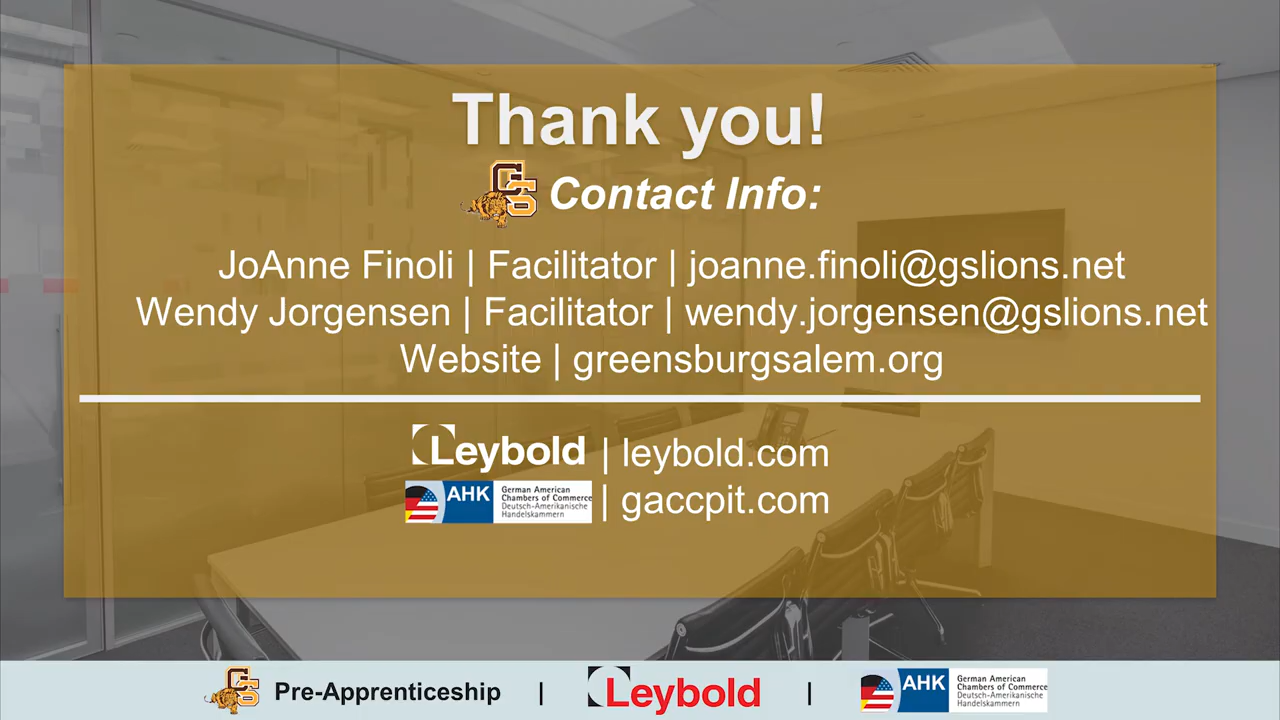 Thank you!
GS Contact Info:
JoAnne Finoli | Facilitator | joanne.finoli@gslions.net
Wendy Jorgensen | Facilitator | wendy.jorgensen@gslions.net
Website | greensburgsalem.org
Leybold | leybold.com
AHK German American
Chambers of Commerce
Deutsch-Amerikanische
Handelskammern
| gaccpit.com
GS Pre-Apprenticeship | Leybold | AHK German American
Chambers of Commerce
Deutsch-Amerikanische
Handelskammern